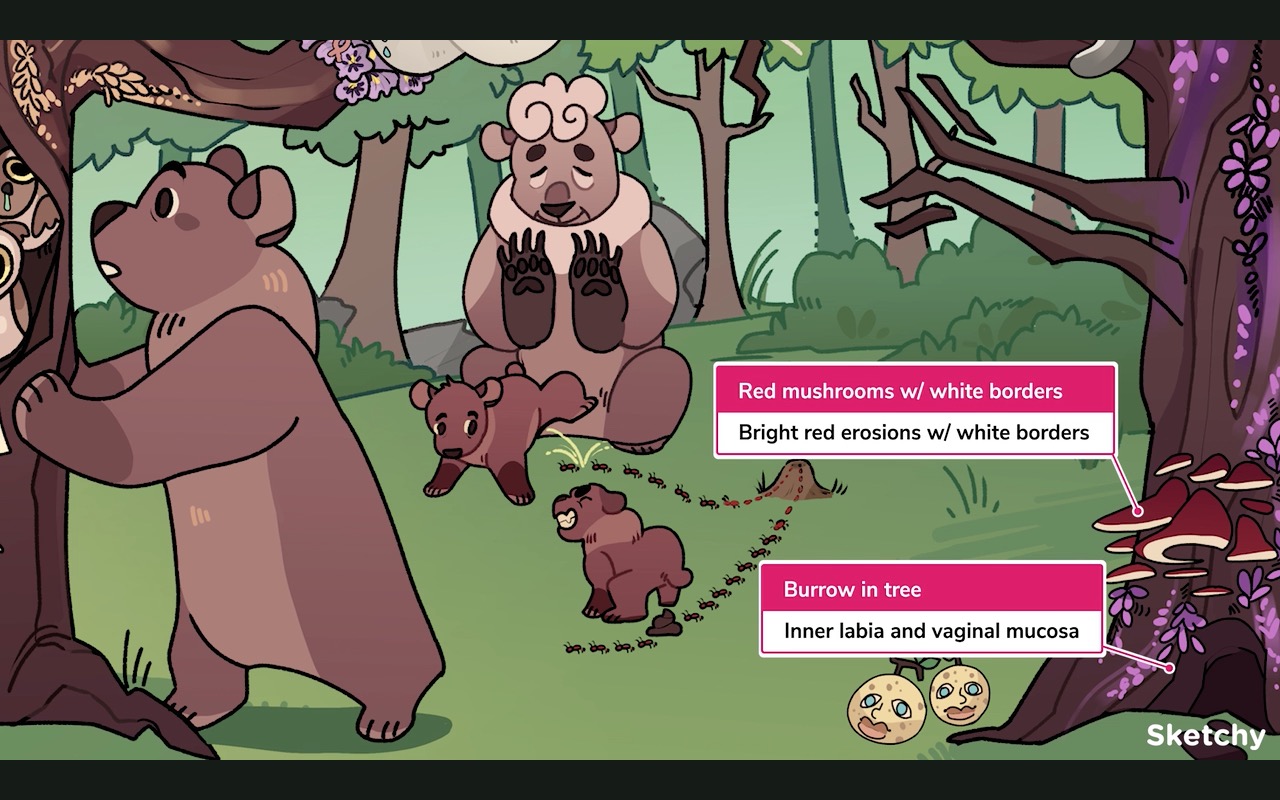 Red mushrooms w/ white borders
Bright red erosions w/ white borders
Burrow in tree
Inner labia and vaginal mucosa
Sketchy